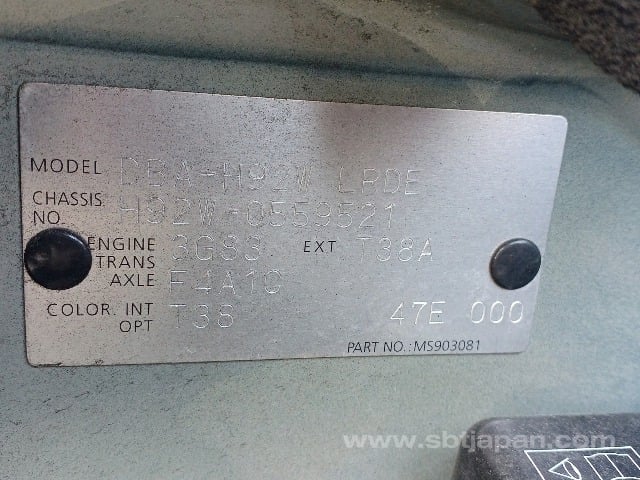 MODEL DBA-H92W LRDE
CHASSIS NO. H92W-0559521
ENGINE 3G83 EXT T38A
TRANS AXLE F4A10
COLOR. INT OPT T38 47E 000
PART NO.:MS903081
www.sbtjapan.com